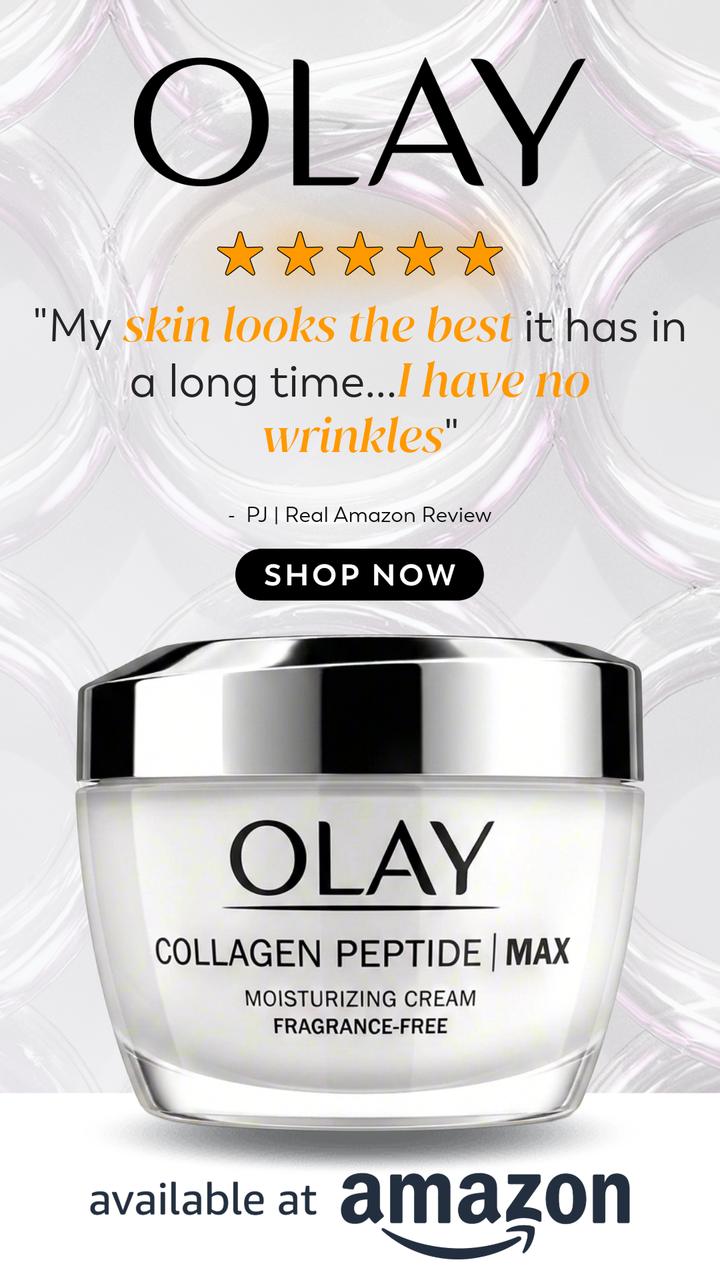 OLAY
"My skin looks the best it has in
a long time...I have no
wrinkles"
- PJ | Real Amazon Review
SHOP NOW
OLAY
COLLAGEN PEPTIDE | MAX
MOISTURIZING CREAM
FRAGRANCE-FREE
available at amazon